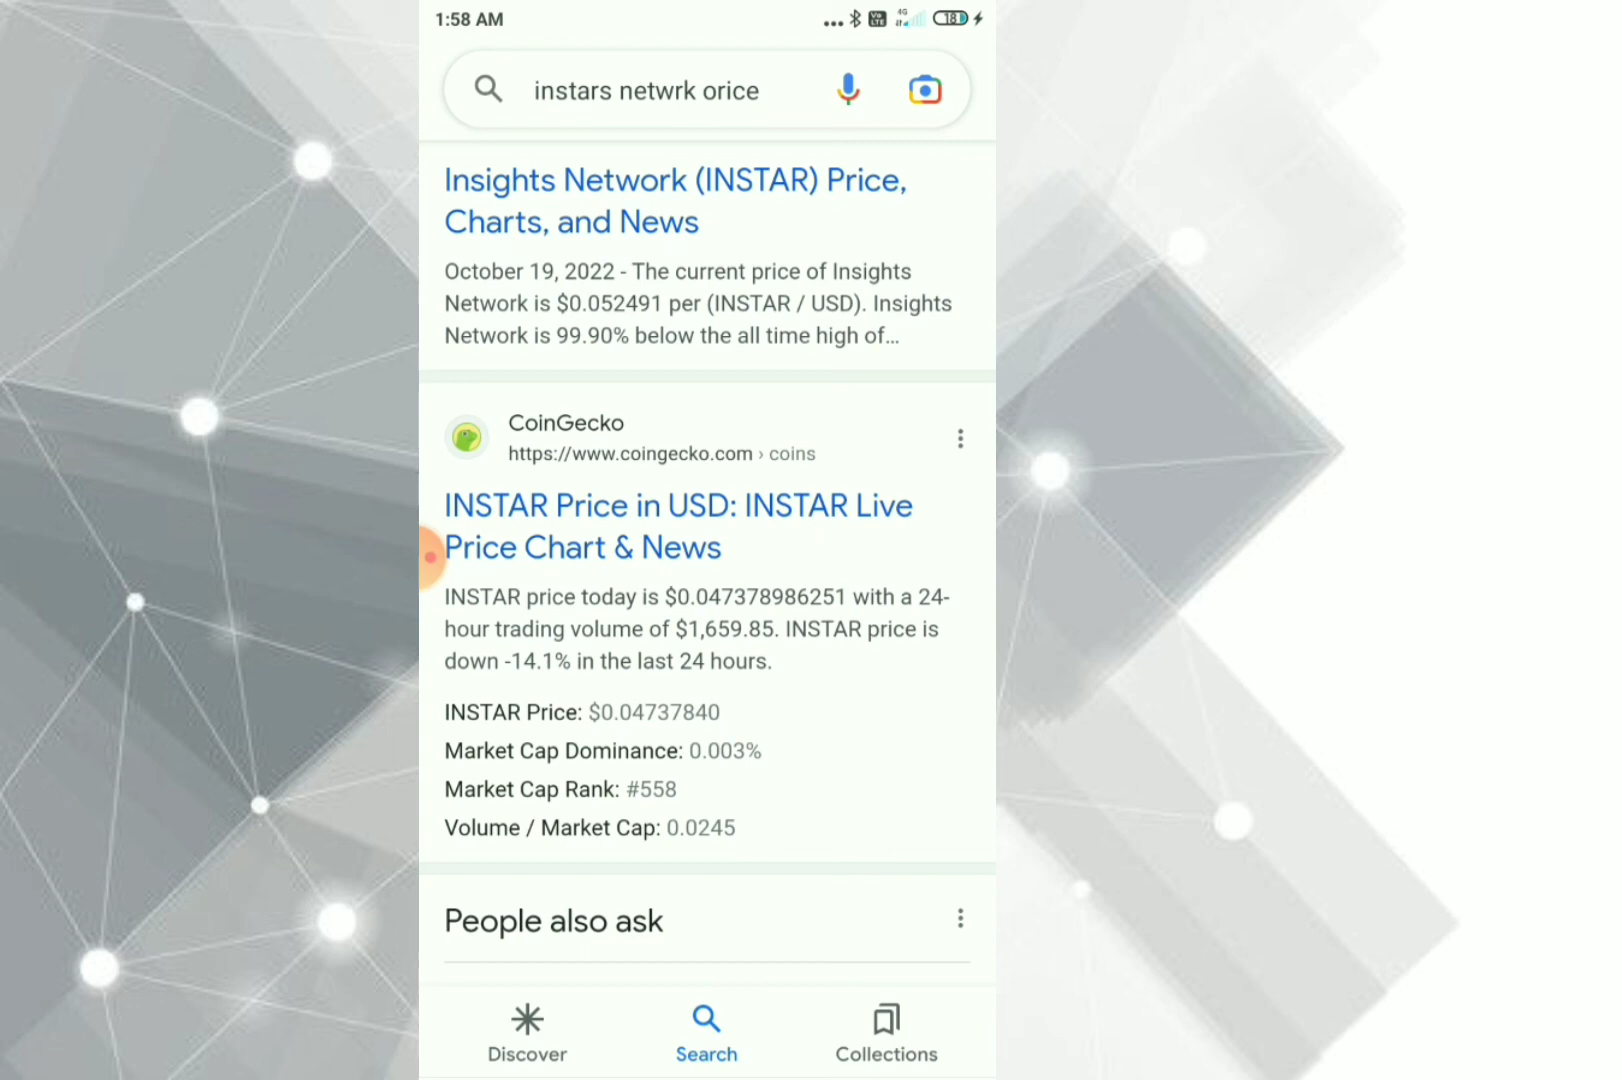 1:58 AM
4G
18
instars netwrk orice
Insights Network (INSTAR) Price,
Charts, and News
October 19, 2022 - The current price of Insights
Network is $0.052491 per (INSTAR / USD). Insights
Network is 99.90% below the all time high of...
CoinGecko
https://www.coingecko.com › coins
INSTAR Price in USD: INSTAR Live
Price Chart & News
INSTAR price today is $0.047378986251 with a 24-
hour trading volume of $1,659.85. INSTAR price is
down -14.1% in the last 24 hours.
INSTAR Price: $0.04737840
Market Cap Dominance: 0.003%
Market Cap Rank: #558
Volume / Market Cap: 0.0245
People also ask
Discover
Search
Collections